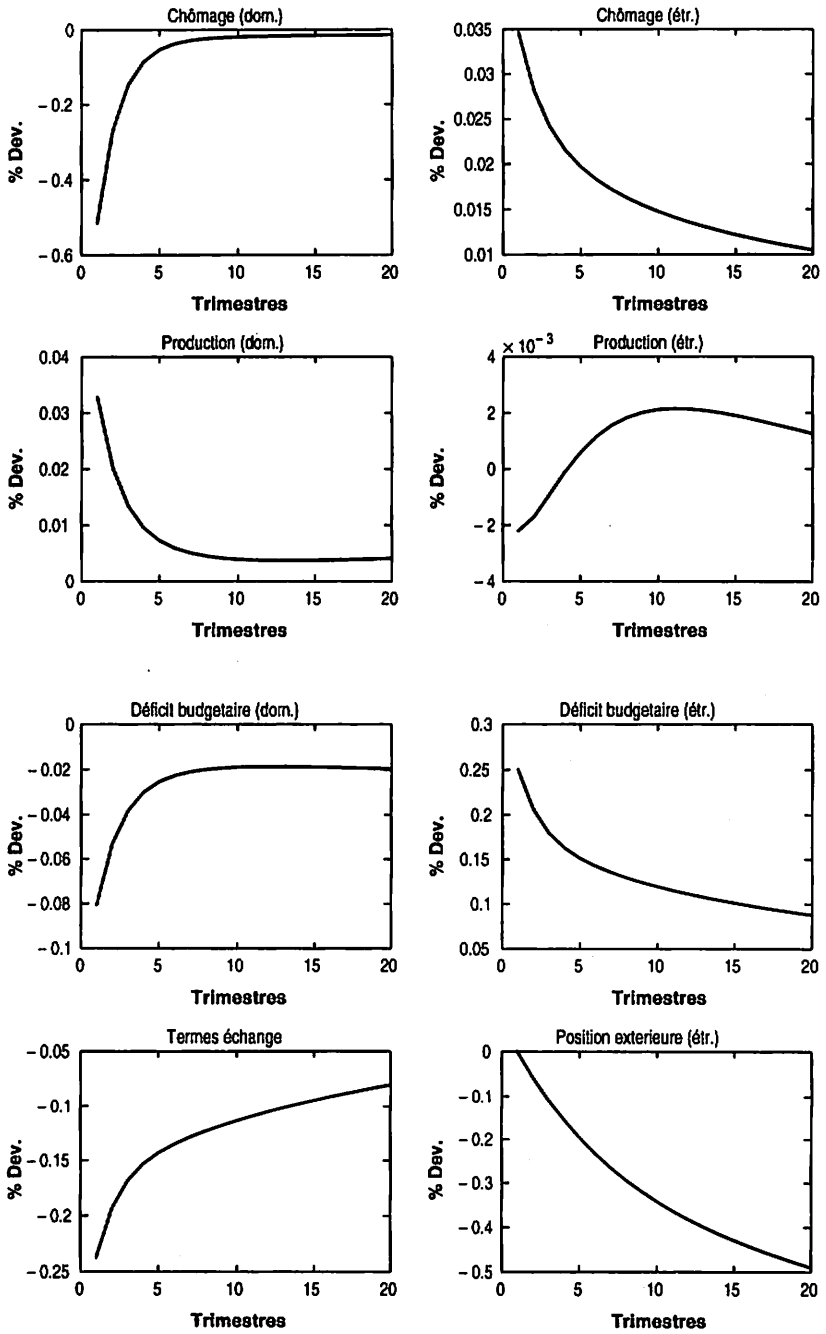 Chômage (dom.)
0
− 0.2
− 0.4
− 0.6
% Dev.
0 5 10 15 20
Trimestres
Chômage (étr.)
0.035
0.03
0.025
0.02
0.015
0.01
% Dev.
0 5 10 15 20
Trimestres
Production (dom.)
0.04
0.03
0.02
0.01
0
% Dev.
0 5 10 15 20
Trimestres
Production (étr.)
× 10⁻³
4
2
0
− 2
− 4
% Dev.
0 5 10 15 20
Trimestres
Déficit budgetaire (dom.)
0
− 0.02
− 0.04
− 0.06
− 0.08
− 0.1
% Dev.
0 5 10 15 20
Trimestres
Déficit budgetaire (étr.)
0.3
0.25
0.2
0.15
0.1
0.05
% Dev.
0 5 10 15 20
Trimestres
Termes échange
− 0.05
− 0.1
− 0.15
− 0.2
− 0.25
% Dev.
0 5 10 15 20
Trimestres
Position exterieure (étr.)
0
− 0.1
− 0.2
− 0.3
− 0.4
− 0.5
% Dev.
0 5 10 15 20
Trimestres